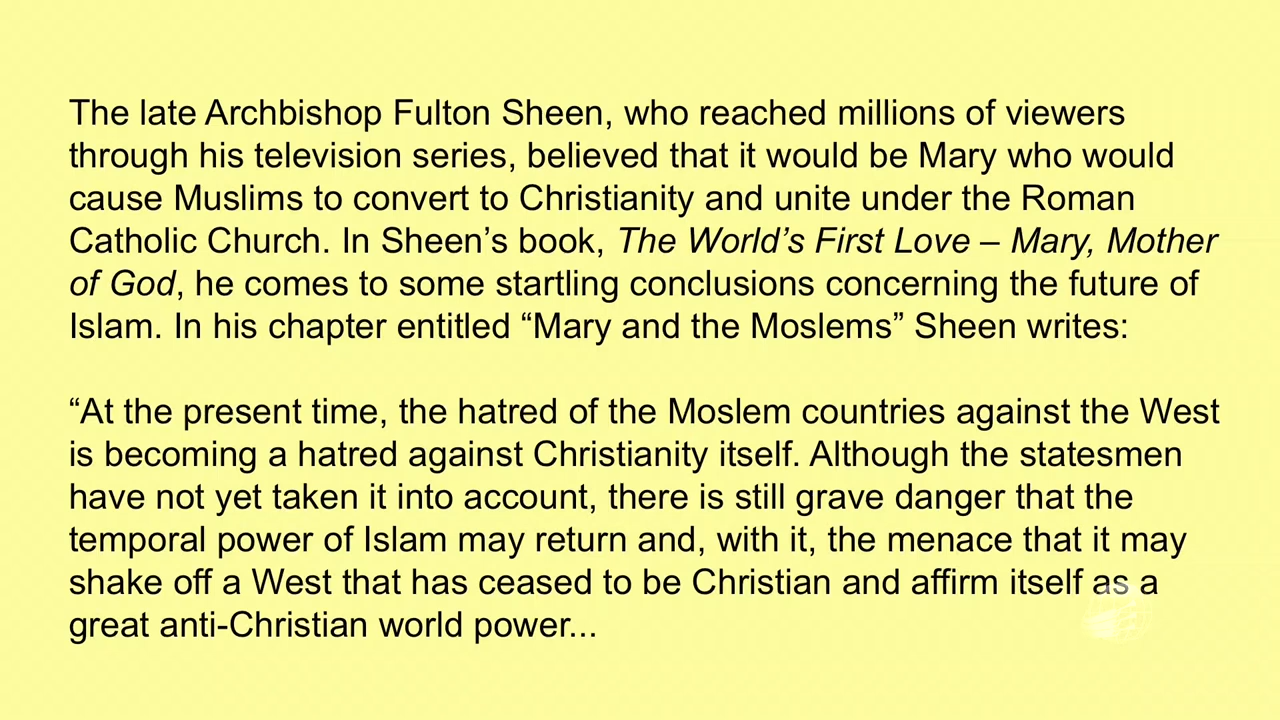 The late Archbishop Fulton Sheen, who reached millions of viewers
through his television series, believed that it would be Mary who would
cause Muslims to convert to Christianity and unite under the Roman
Catholic Church. In Sheen’s book, The World’s First Love – Mary, Mother
of God, he comes to some startling conclusions concerning the future of
Islam. In his chapter entitled “Mary and the Moslems” Sheen writes:
“At the present time, the hatred of the Moslem countries against the West
is becoming a hatred against Christianity itself. Although the statesmen
have not yet taken it into account, there is still grave danger that the
temporal power of Islam may return and, with it, the menace that it may
shake off a West that has ceased to be Christian and affirm itself as a
great anti-Christian world power...